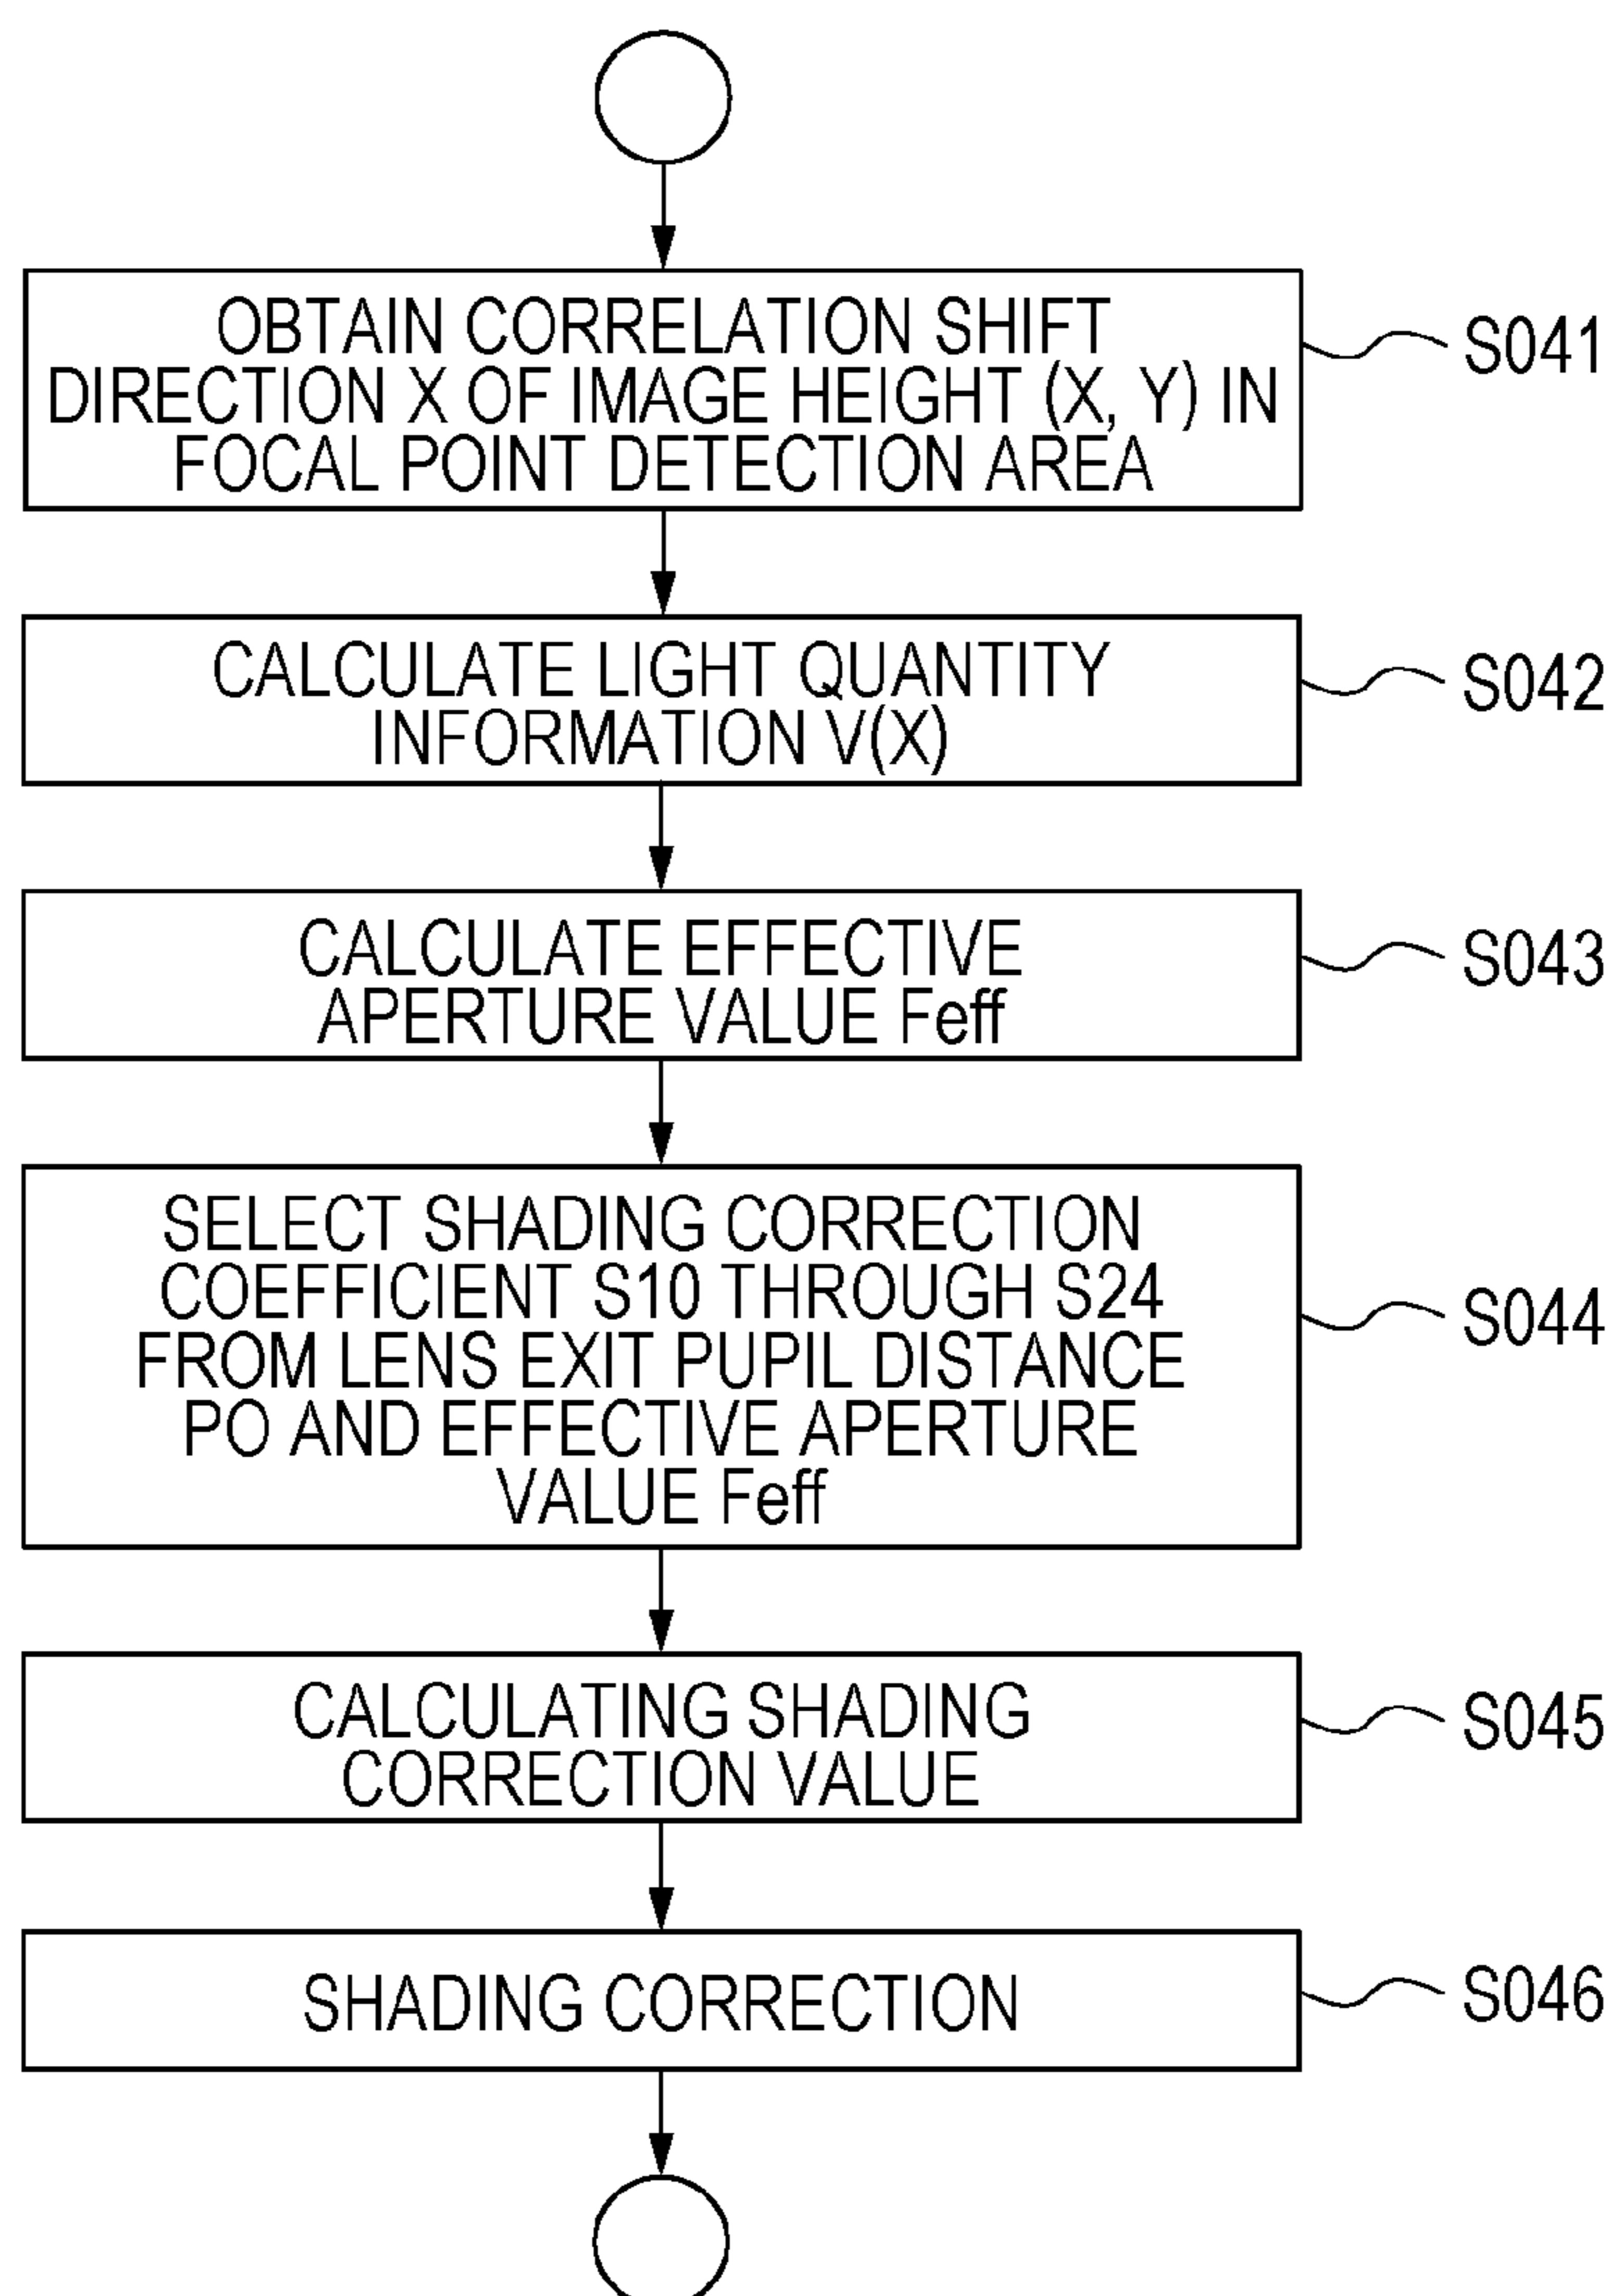 OBTAIN CORRELATION SHIFT
DIRECTION X OF IMAGE HEIGHT (X, Y) IN
FOCAL POINT DETECTION AREA
S041
CALCULATE LIGHT QUANTITY
INFORMATION V(X)
S042
CALCULATE EFFECTIVE
APERTURE VALUE Feff
S043
SELECT SHADING CORRECTION
COEFFICIENT S10 THROUGH S24
FROM LENS EXIT PUPIL DISTANCE
PO AND EFFECTIVE APERTURE
VALUE Feff
S044
CALCULATING SHADING
CORRECTION VALUE
S045
SHADING CORRECTION
S046